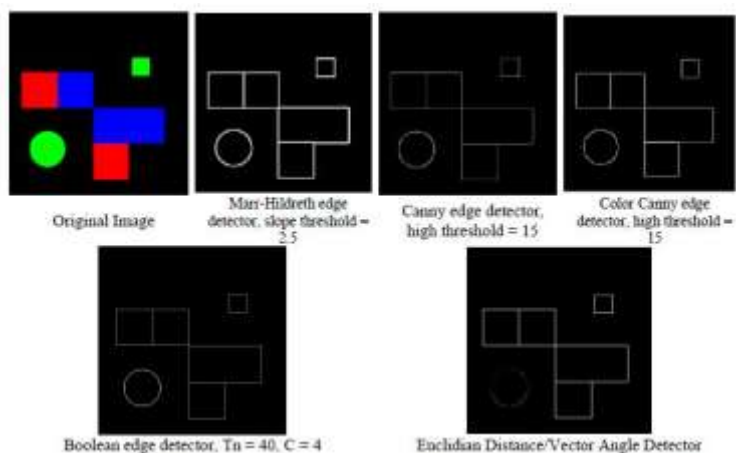 Original Image
Marr-Hildreth edge
detector, slope threshold =
2.5
Canny edge detector,
high threshold = 15
Color Canny edge
detector, high threshold =
15
Boolean edge detector, Tn = 40, C = 4
Euclidian Distance/Vector Angle Detector